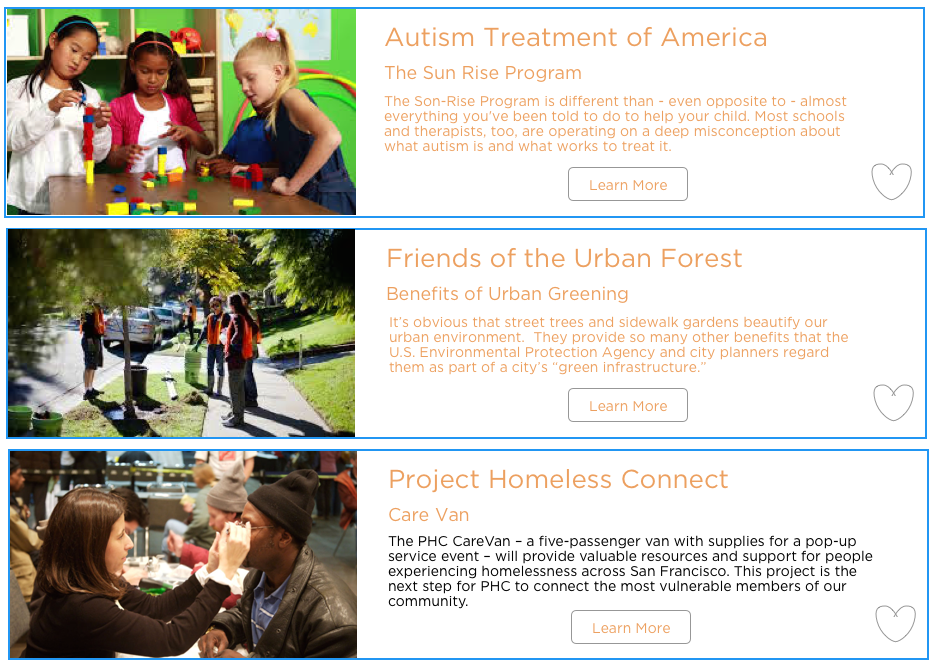 Autism Treatment of America
The Sun Rise Program
The Son-Rise Program is different than - even opposite to - almost
everything you’ve been told to do to help your child. Most schools
and therapists, too, are operating on a deep misconception about
what autism is and what works to treat it.
Learn More
Friends of the Urban Forest
Benefits of Urban Greening
It’s obvious that street trees and sidewalk gardens beautify our
urban environment.  They provide so many other benefits that the
U.S. Environmental Protection Agency and city planners regard
them as part of a city’s “green infrastructure.”
Learn More
Project Homeless Connect
Care Van
The PHC CareVan – a five-passenger van with supplies for a pop-up
service event – will provide valuable resources and support for people
experiencing homelessness across San Francisco. This project is the
next step for PHC to connect the most vulnerable members of our
community.
Learn More